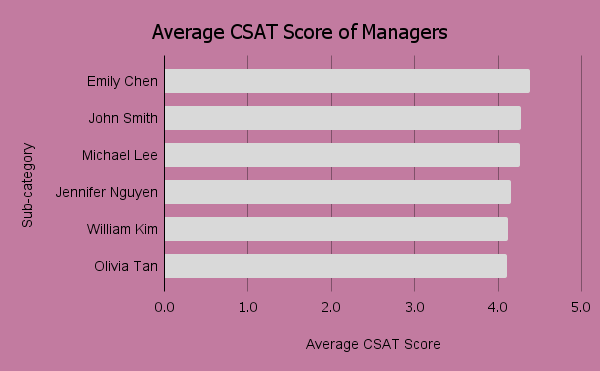 Average CSAT Score of Managers
Sub-category
Emily Chen
John Smith
Michael Lee
Jennifer Nguyen
William Kim
Olivia Tan
0.0 1.0 2.0 3.0 4.0 5.0
Average CSAT Score